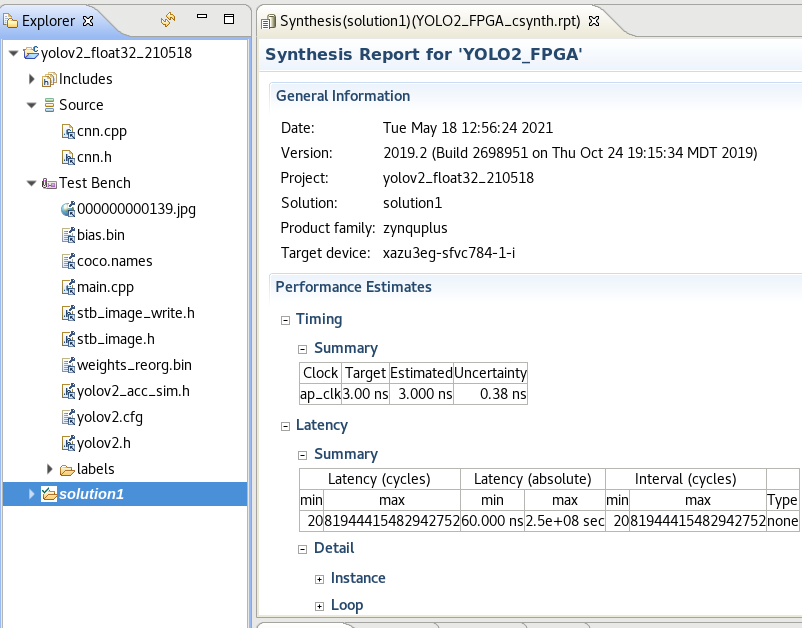 Explorer
yolov2_float32_210518
Includes
Source
cnn.cpp
cnn.h
Test Bench
000000000139.jpg
bias.bin
coco.names
main.cpp
stb_image_write.h
stb_image.h
weights_reorg.bin
yolov2_acc_sim.h
yolov2.cfg
yolov2.h
labels
solution1
Synthesis(solution1)(YOLO2_FPGA_csynth.rpt)
Synthesis Report for 'YOLO2_FPGA'
General Information
Date: Tue May 18 12:56:24 2021
Version: 2019.2 (Build 2698951 on Thu Oct 24 19:15:34 MDT 2019)
Project: yolov2_float32_210518
Solution: solution1
Product family: zynquplus
Target device: xazu3eg-sfvc784-1-i
Performance Estimates
Timing
Summary
Clock Target Estimated Uncertainty
ap_clk 3.00 ns 3.000 ns 0.38 ns
Latency
Summary
Latency (cycles) Latency (absolute) Interval (cycles)
min max min max min max Type
20 81944415482942752 60.000 ns 2.5e+08 sec 20 81944415482942752 none
Detail
Instance
Loop